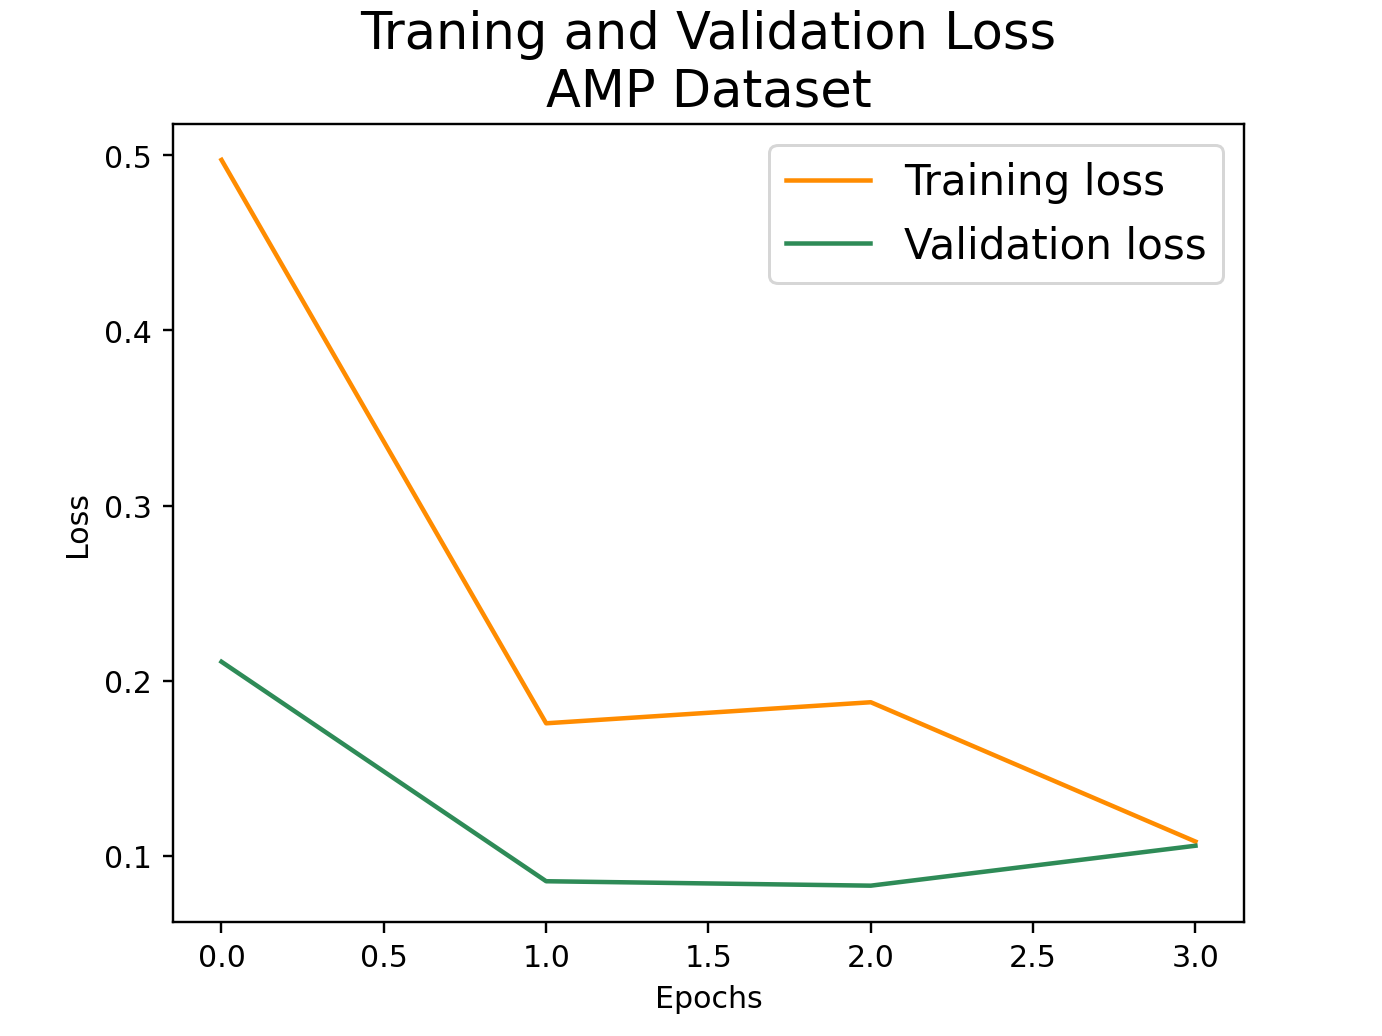 Traning and Validation Loss
AMP Dataset
Training loss
Validation loss
0.5
0.4
0.3
0.2
0.1
Loss
0.0 0.5 1.0 1.5 2.0 2.5 3.0
Epochs